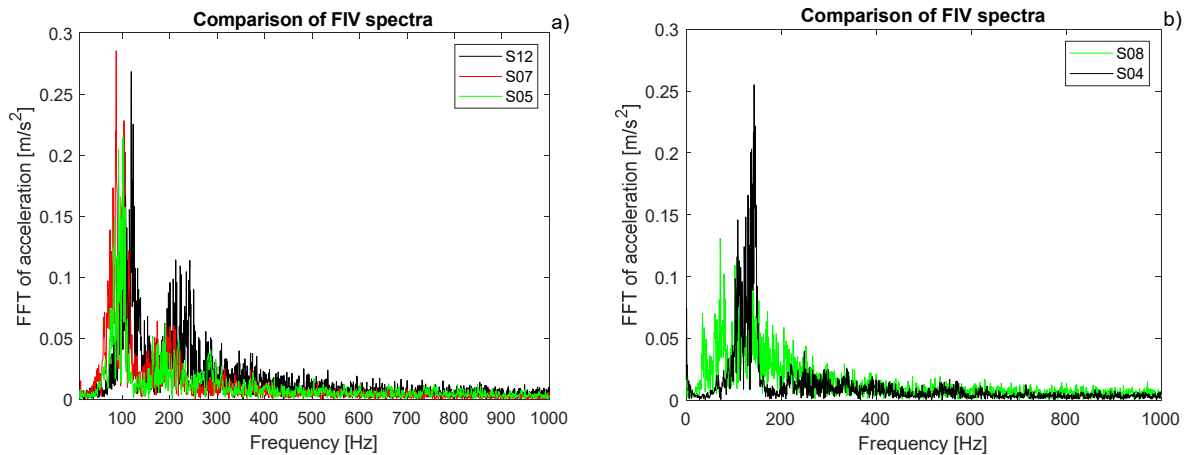 Comparison of FIV spectra
a)
0.3
0.25
0.2
0.15
0.1
0.05
0
FFT of acceleration [m/s²]
S12
S07
S05
100 200 300 400 500 600 700 800 900 1000
Frequency [Hz]
Comparison of FIV spectra
b)
0.3
0.25
0.2
0.15
0.1
0.05
0
FFT of acceleration [m/s²]
S08
S04
0 200 400 600 800 1000
Frequency [Hz]